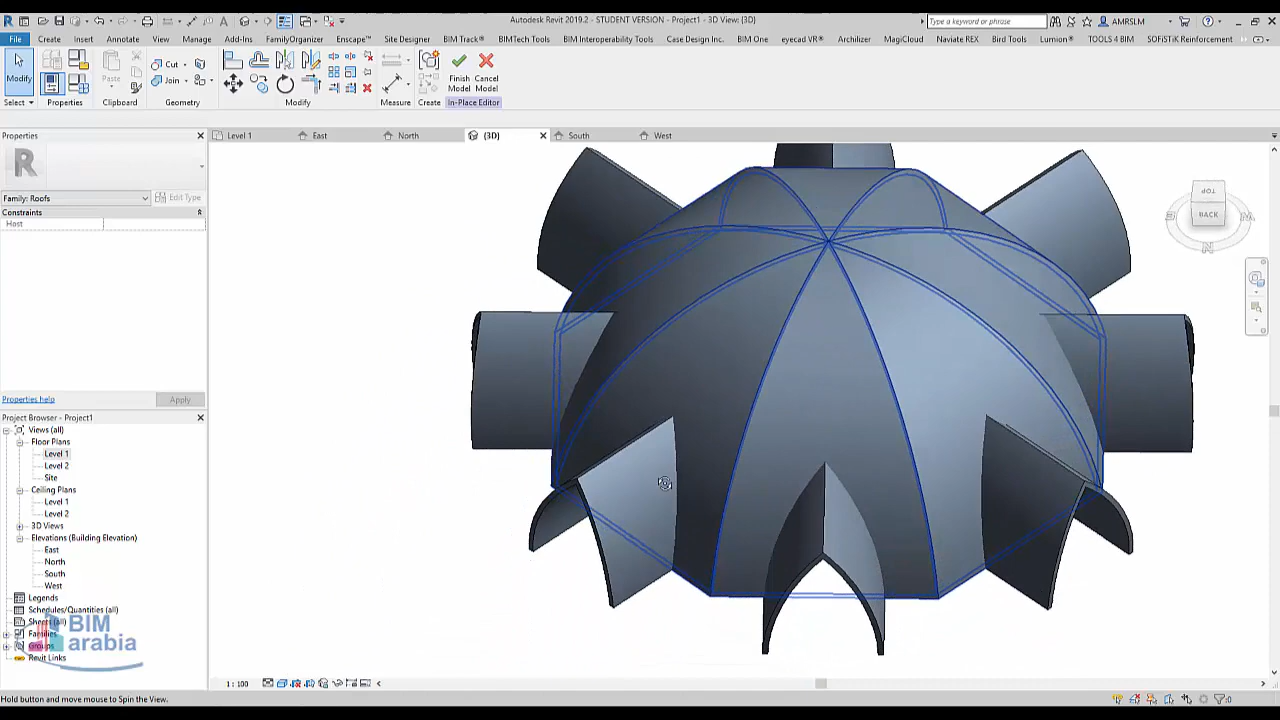 Autodesk Revit 2019.2 - STUDENT VERSION - Project1 - 3D View: {3D}
Type a keyword or phrase
AMRSLM
File Create Insert Annotate View Manage Add-Ins FamilyOrganizer Enscape™ Site Designer BIM Track® BIMTech Tools BIM Interoperability Tools Case Design Inc. BIM One eyecad VR® Archilizer MagiCloud Naviate REX Bird Tools Lumion® TOOLS 4 BIM SOFiSTiK Reinforcement
Modify
Paste
Cut
Join
Finish Model
Cancel Model
Select Properties Clipboard Geometry Modify Measure Create In-Place Editor
Properties
Level 1 East North {3D} South West
Family: Roofs
Edit Type
Constraints
Host
Properties help
Apply
Project Browser - Project1
Views (all)
Floor Plans
Level 1
Level 2
Site
Ceiling Plans
Level 1
Level 2
3D Views
Elevations (Building Elevation)
East
North
South
West
Legends
Schedules/Quantities (all)
Sheets (all)
Families
Groups
Revit Links
BIM
arabia
TOP
BACK
N
1 : 100
Hold button and move mouse to Spin the View.
:0